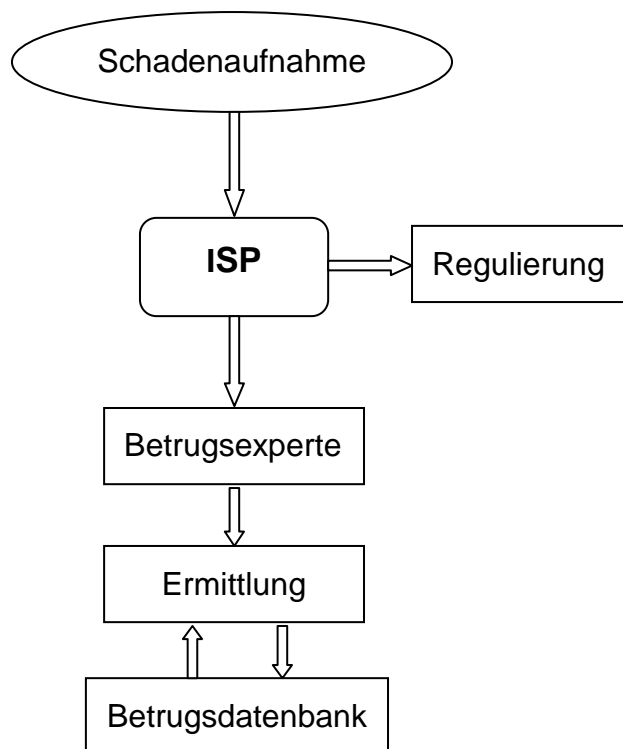 Schadenaufnahme
ISP
Regulierung
Betrugsexperte
Ermittlung
Betrugsdatenbank